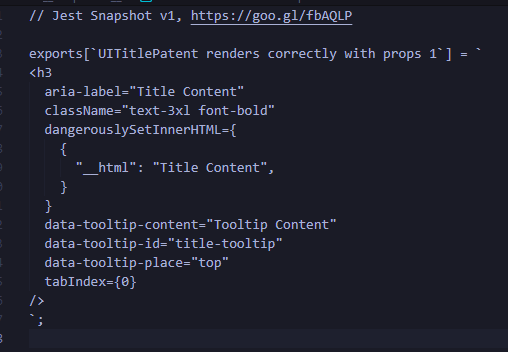 // Jest Snapshot v1, https://goo.gl/fbAQLP
exports[`UITitlePatent renders correctly with props 1`] = `
<h3
aria-label="Title Content"
className="text-3xl font-bold"
dangerouslySetInnerHTML={
{
"__html": "Title Content",
}
}
data-tooltip-content="Tooltip Content"
data-tooltip-id="title-tooltip"
data-tooltip-place="top"
tabIndex={0}
/>
`;